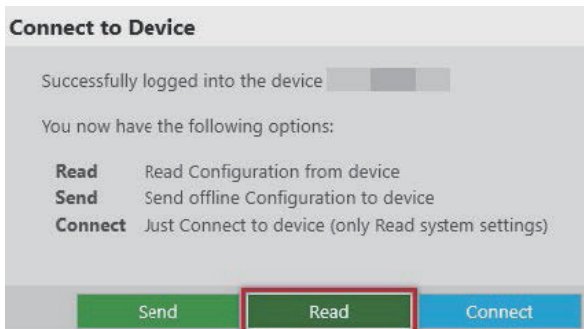 Connect to Device
Successfully logged into the device
You now have the following options:
Read Read Configuration from device
Send Send offline Configuration to device
Connect Just Connect to device (only Read system settings)
Send Read Connect